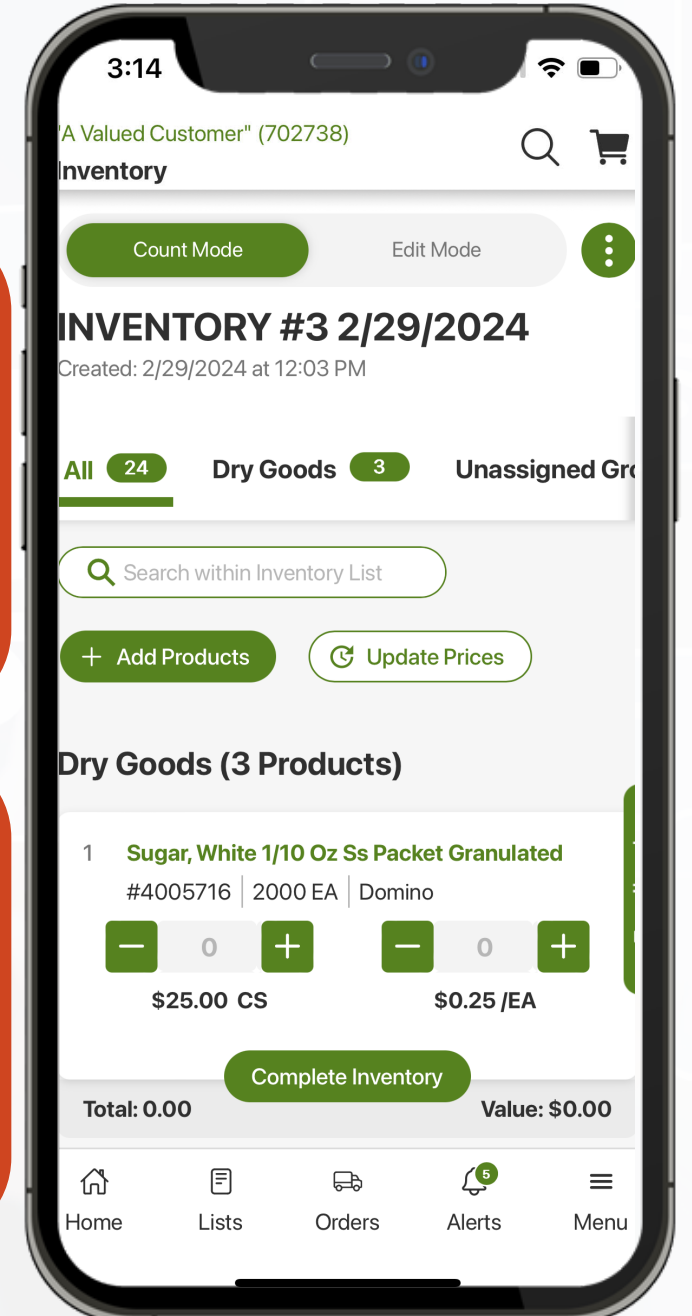 3:14
"A Valued Customer" (702738)
Inventory
Count Mode Edit Mode
INVENTORY #3 2/29/2024
Created: 2/29/2024 at 12:03 PM
All 24 Dry Goods 3 Unassigned
Search within Inventory List
+ Add Products Update Prices
Dry Goods (3 Products)
1 Sugar, White 1/10 Oz Ss Packet Granulated
#4005716 | 2000 EA | Domino
− 0 + − 0 +
$25.00 CS $0.25 /EA
Complete Inventory
Total: 0.00 Value: $0.00
5
Home Lists Orders Alerts Menu